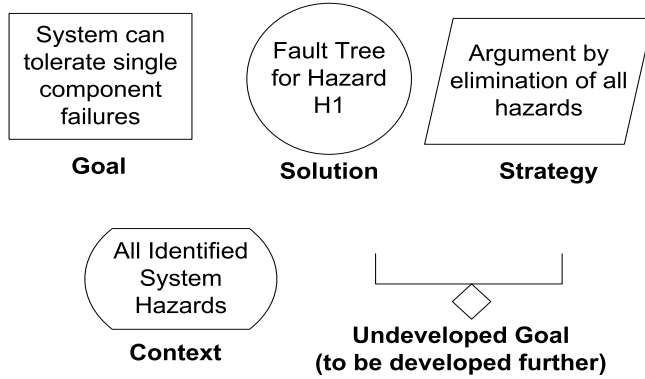 System can
tolerate single
component
failures
Goal
Fault Tree
for Hazard
H1
Solution
Argument by
elimination of all
hazards
Strategy
All Identified
System
Hazards
Context
Undeveloped Goal
(to be developed further)